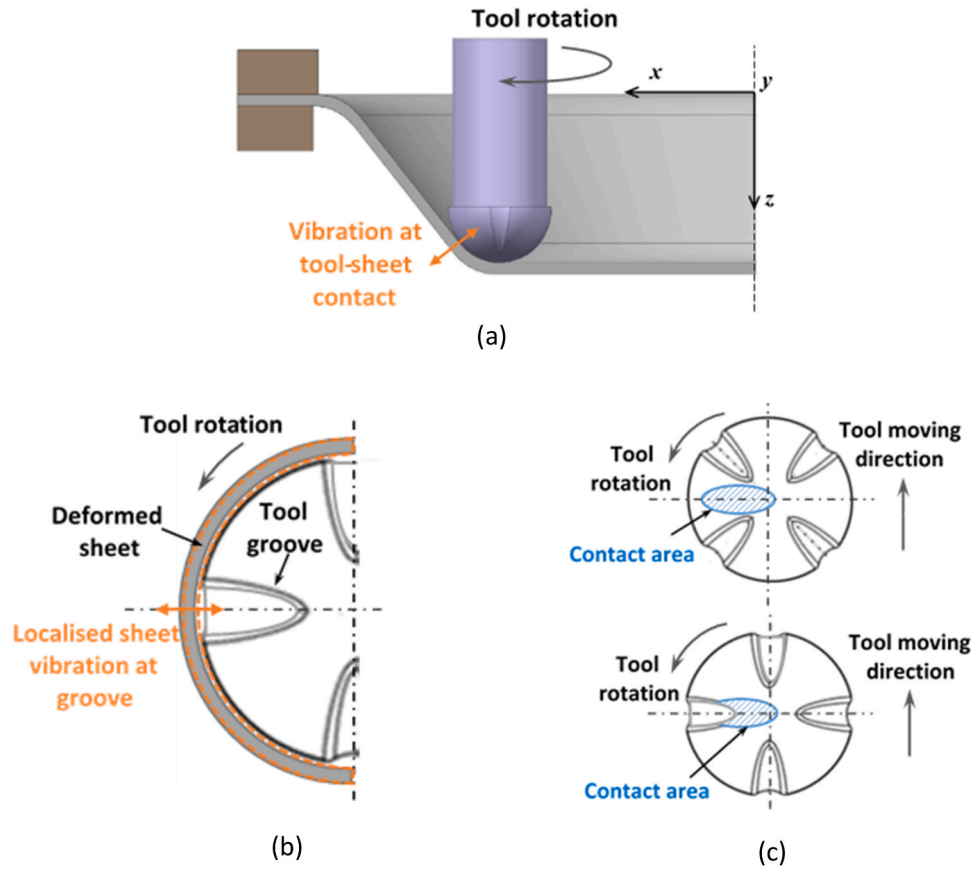 Tool rotation
x
y
z
Vibration at
tool-sheet
contact
(a)
Tool rotation
Deformed
sheet
Tool
groove
Localised sheet
vibration at
groove
(b)
Tool
rotation
Tool moving
direction
Contact area
Tool
rotation
Tool moving
direction
Contact area
(c)